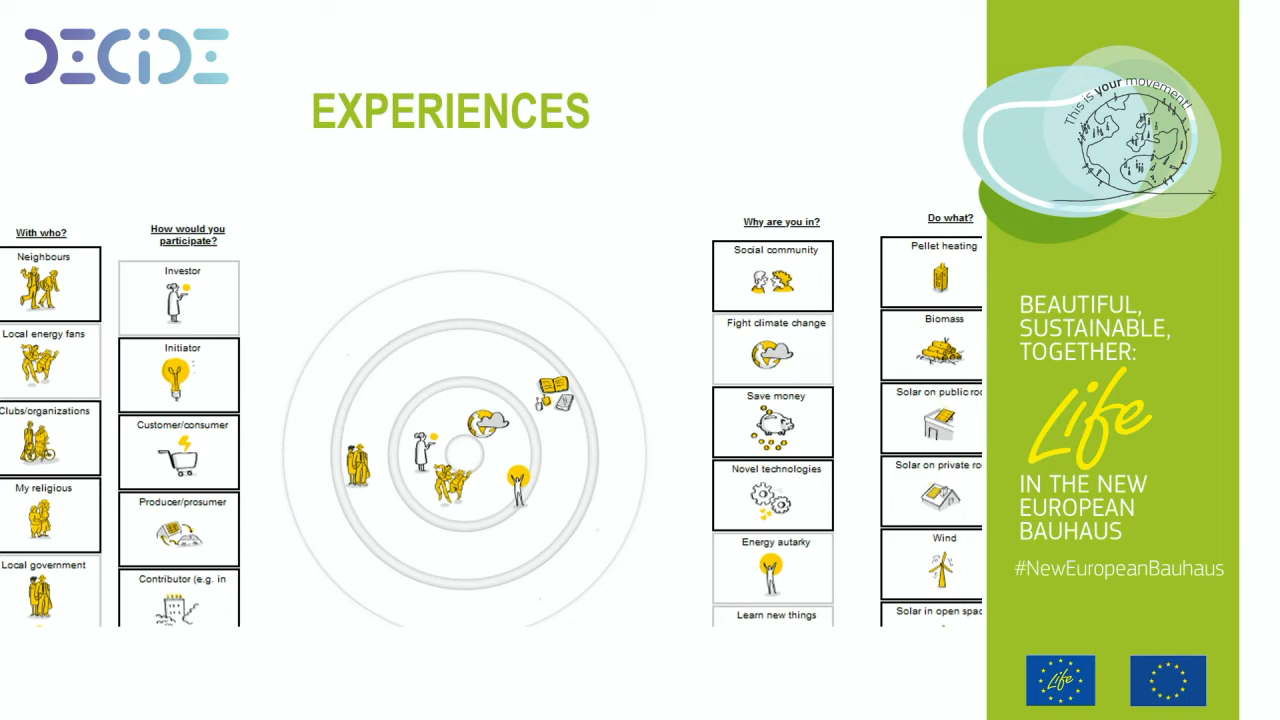 DECIDE
EXPERIENCES
With who?
Neighbours
Local energy fans
Clubs/organizations
My religious
Local government
How would you
participate?
Investor
Initiator
Customer/consumer
Producer/prosumer
Contributor (e.g. in
Why are you in?
Social community
Fight climate change
Save money
Novel technologies
Energy autarky
Learn new things
Do what?
Pellet heating
Biomass
Solar on public roo
Solar on private ro
Wind
Solar in open spac
This is your movement!
BEAUTIFUL,
SUSTAINABLE,
TOGETHER:
Life
IN THE NEW
EUROPEAN
BAUHAUS
#NewEuropeanBauhaus
Life